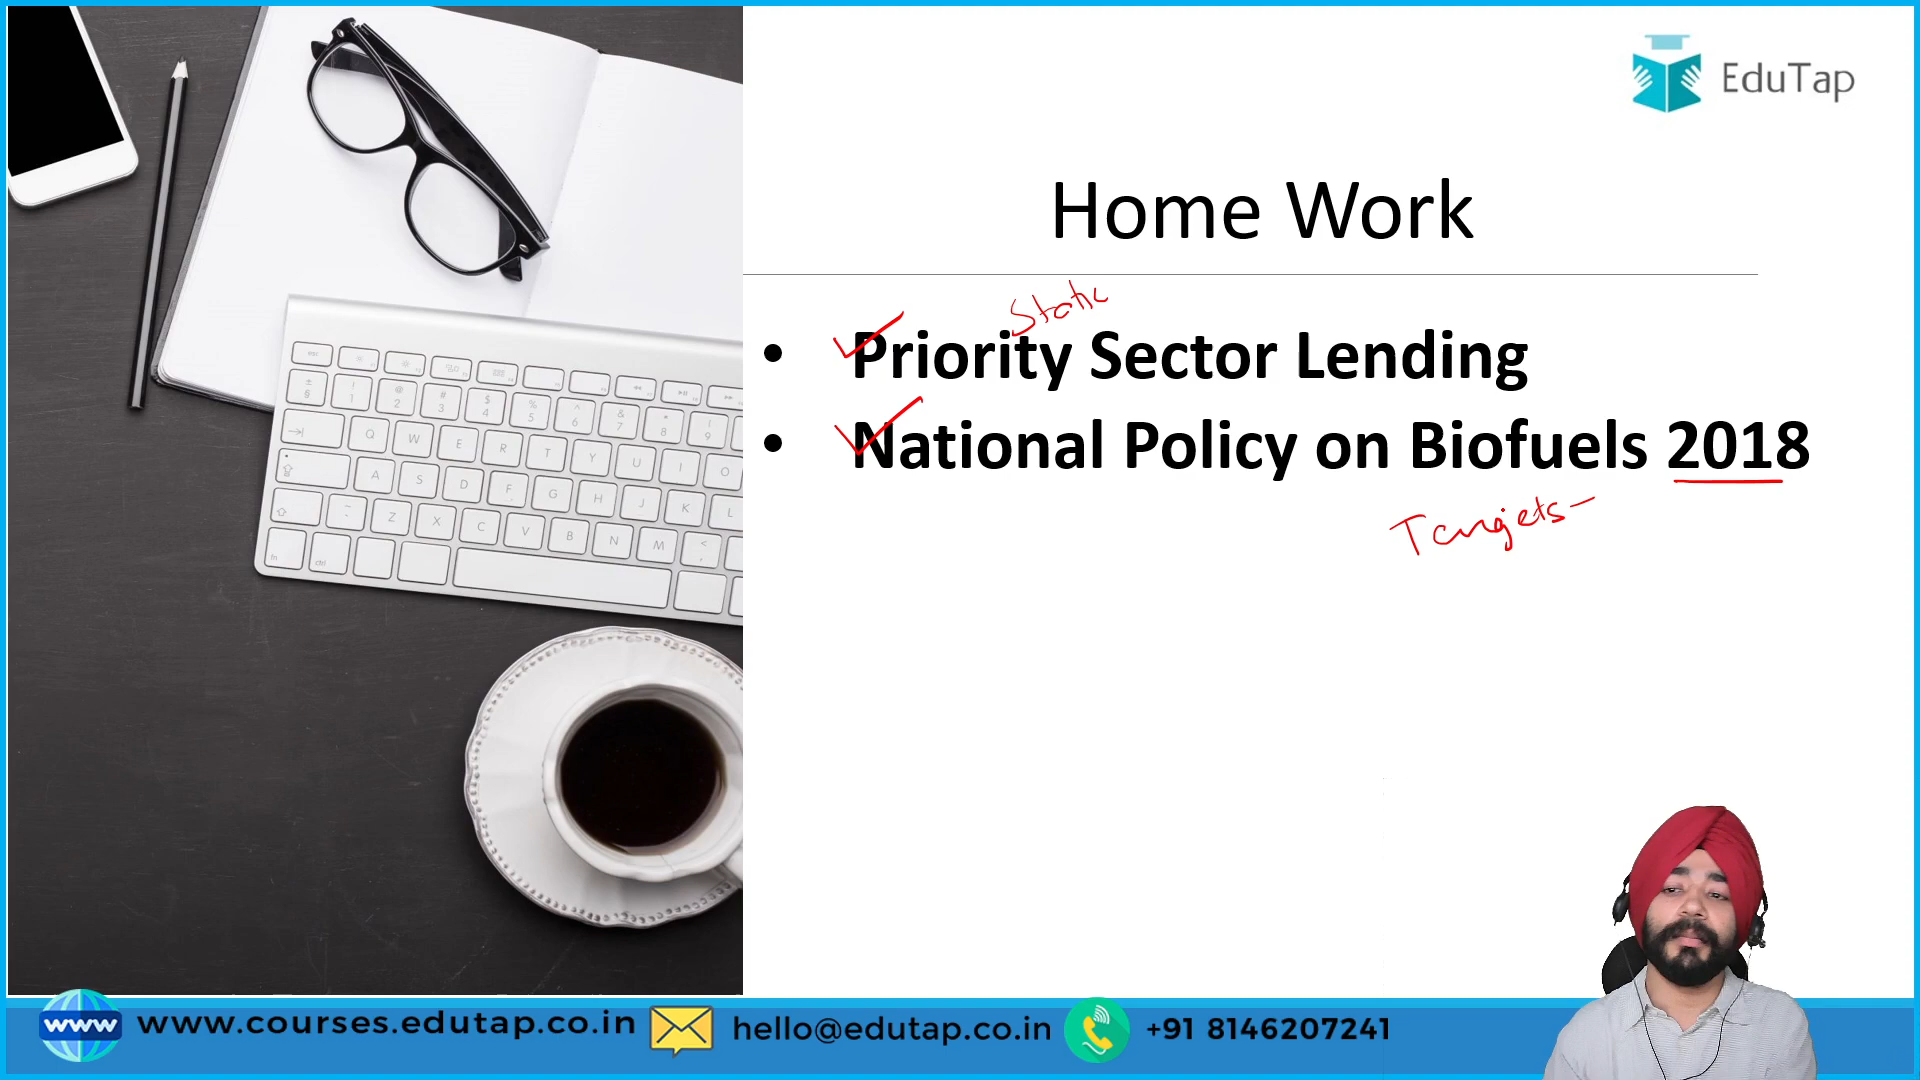 EduTap
Home Work
Static
• Priority Sector Lending
• National Policy on Biofuels 2018
Targets-
www www.courses.edutap.co.in hello@edutap.co.in +91 8146207241